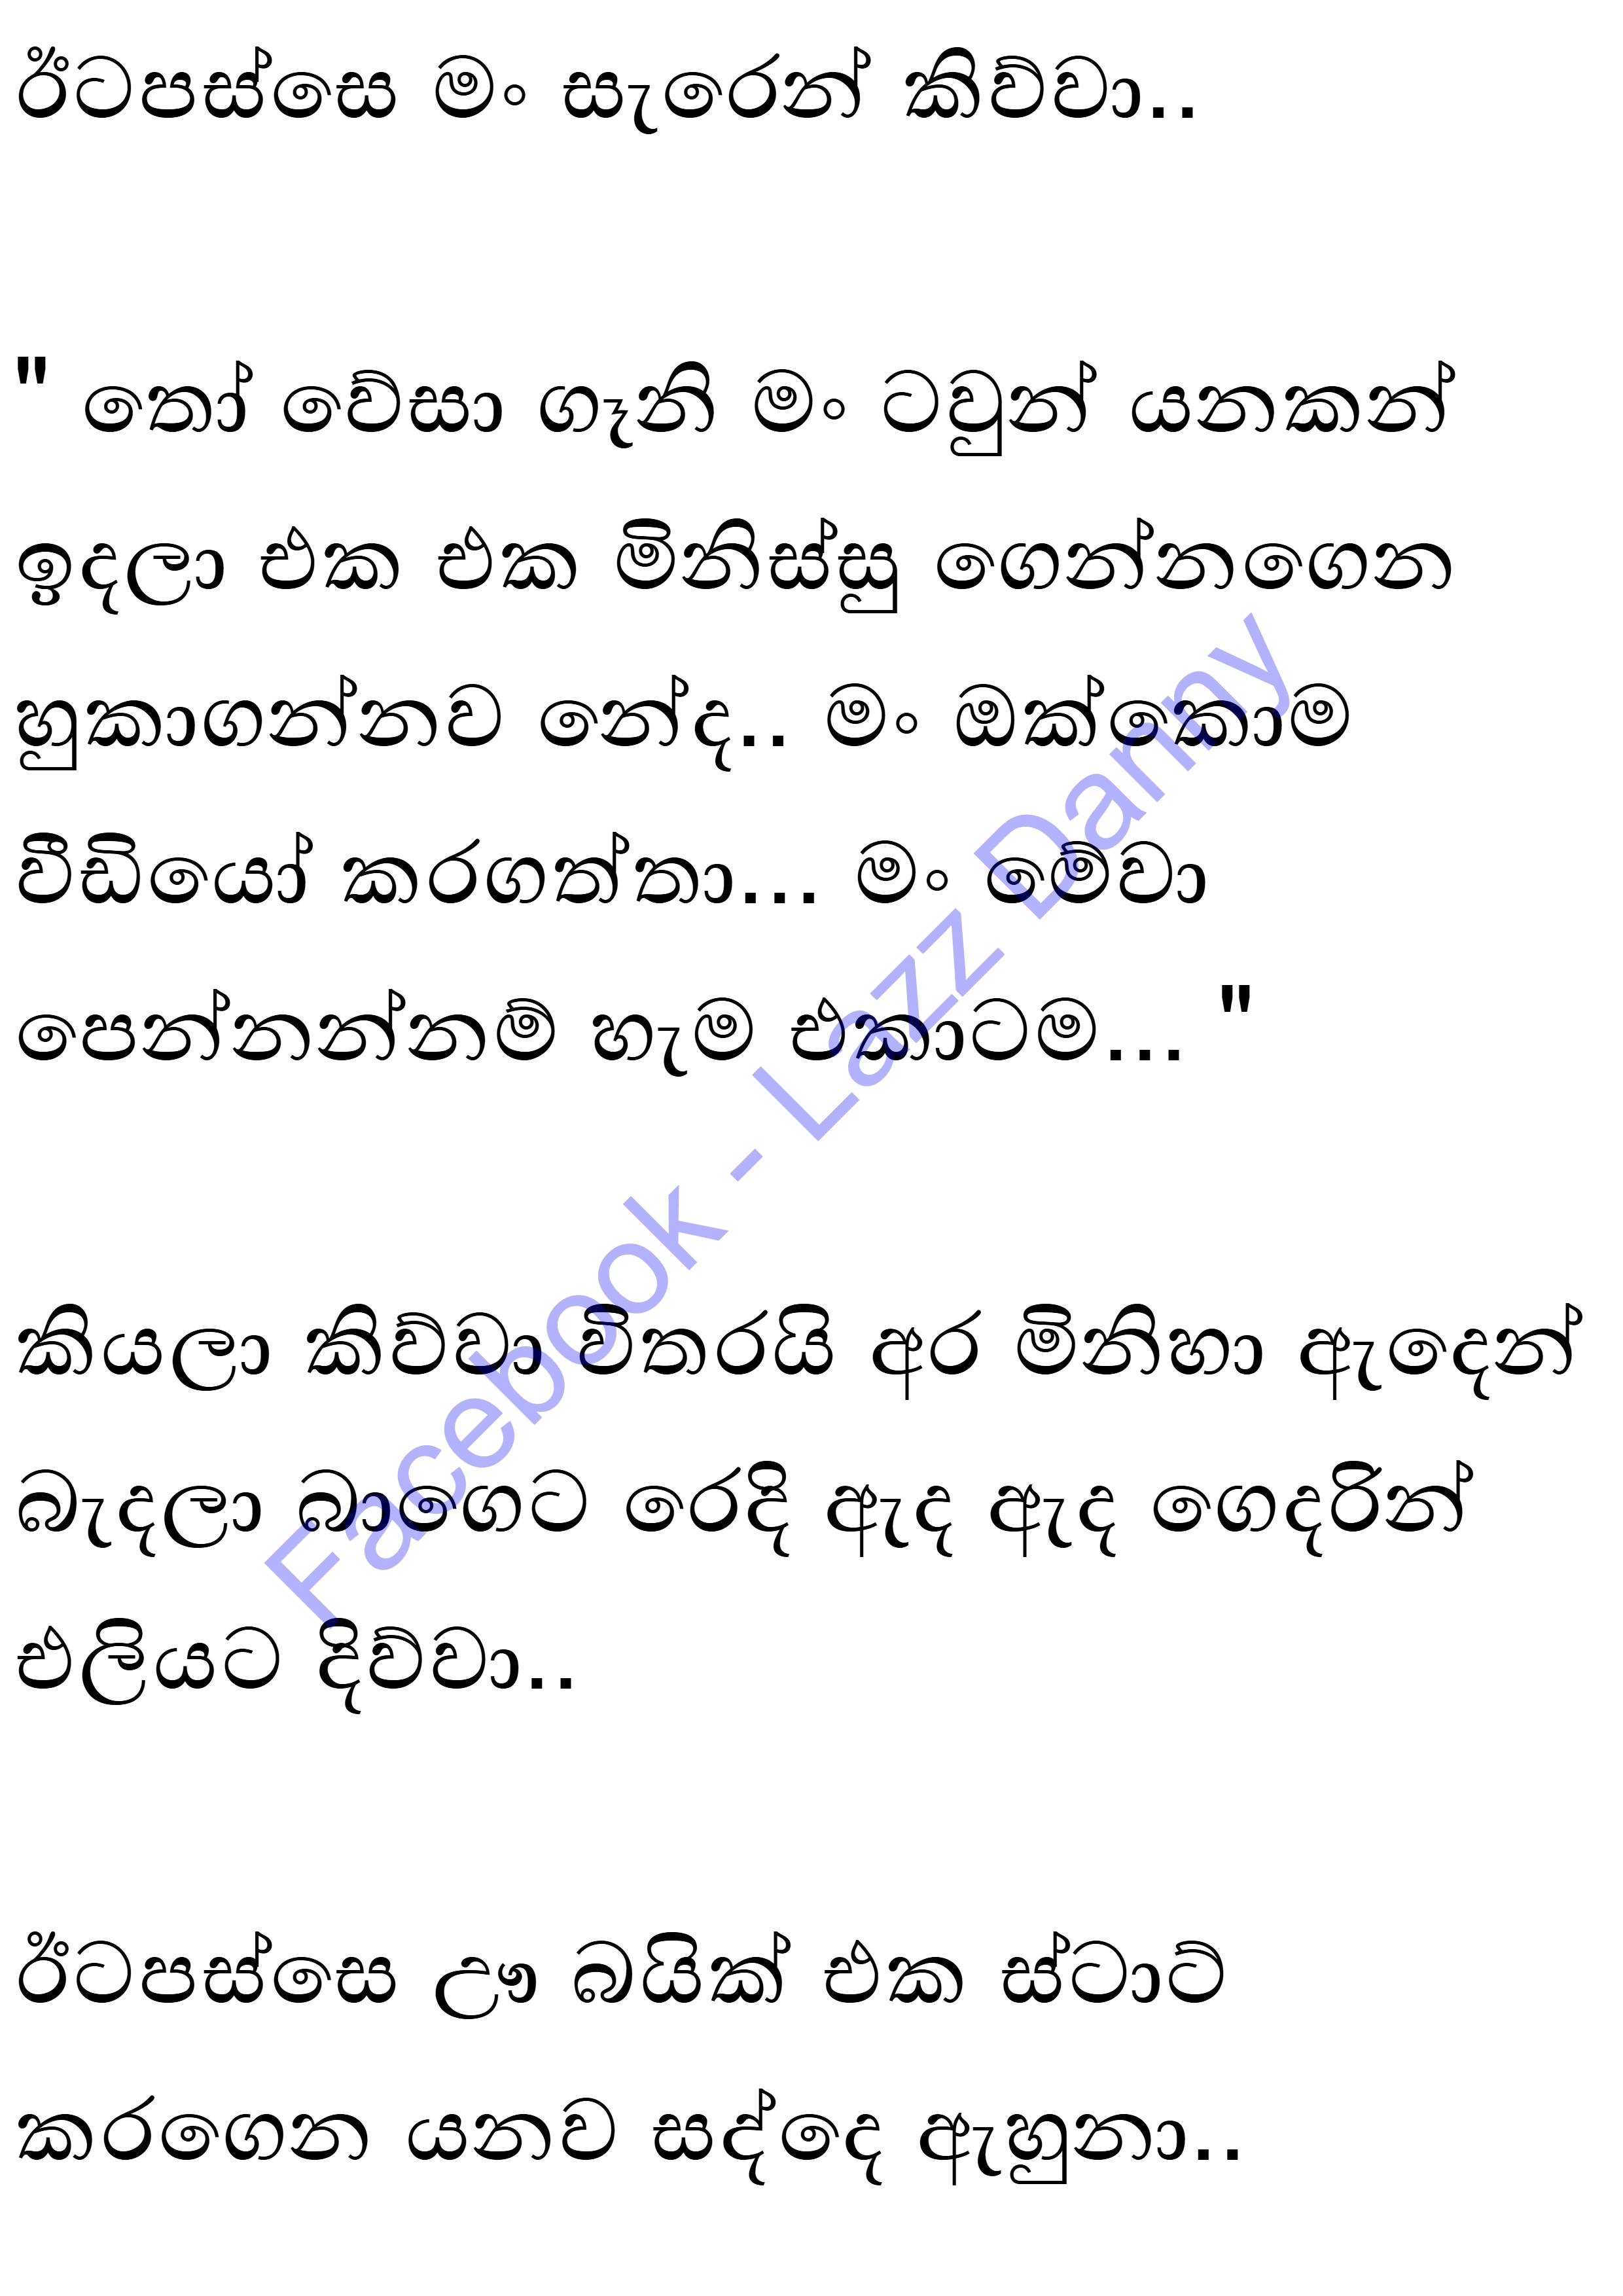 ඊටපස්සෙ මං සැරෙන් කිව්වා..
" තෝ වේසා ගෑනි මං ටවුන් යනකන්
ඉදලා එක එක මිනිස්සු ගෙන්නගෙන
හුකාගන්නව නේද.. මං ඔක්කොම
වීඩියෝ කරගත්තා... මං මේවා
පෙන්නන්නම් හැම එකාටම..."
කියලා කිව්වා විතරයි අර මිනිහා ඇදෙන්
බැදලා බාගෙට රෙදි ඇද ඇද ගෙදරින්
එලියට දිව්වා..
ඊටපස්සෙ ඌ බයික් එක ස්ටාට්
කරගෙන යනව සද්දෙ ඇහුනා..
Facebook - Lazz Danny